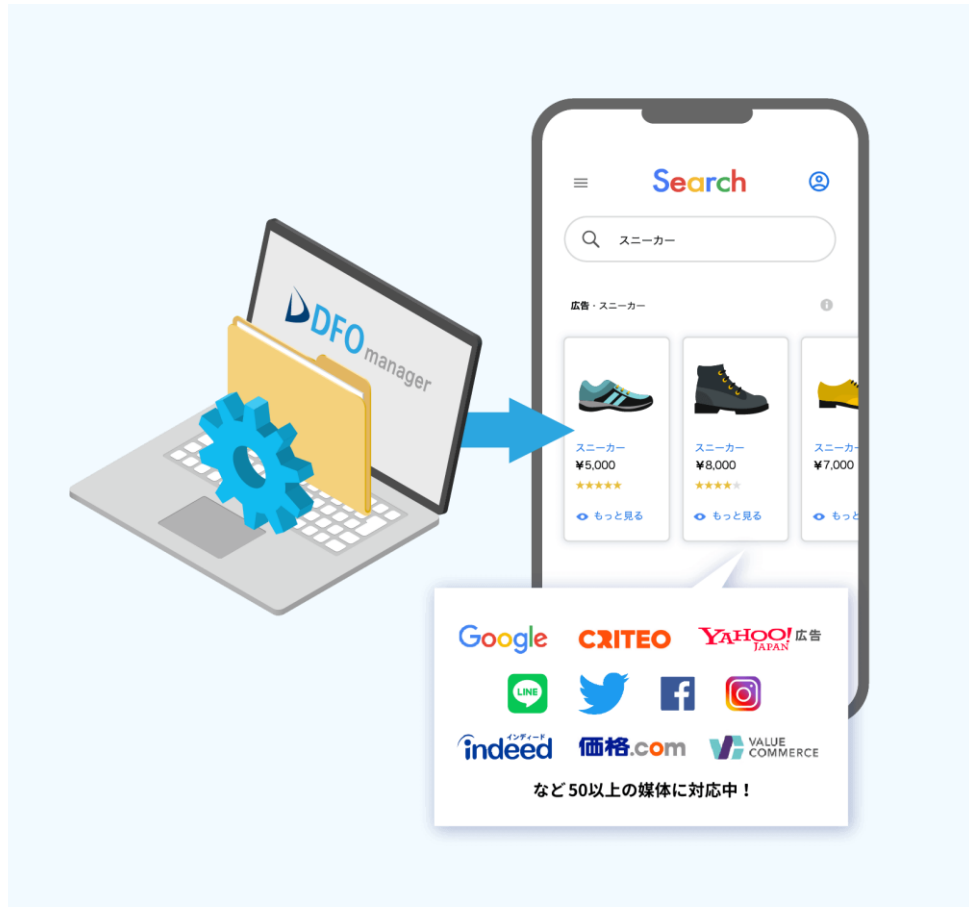 DFO manager
Search
スニーカー
広告・スニーカー
スニーカー
¥5,000
もっと見る
スニーカー
¥8,000
もっと見る
スニーカー
¥7,000
もっと
Google
CRITEO
YAHOO! JAPAN 広告
LINE
インディード
indeed
価格.com
VALUE COMMERCE
など50以上の媒体に対応中！